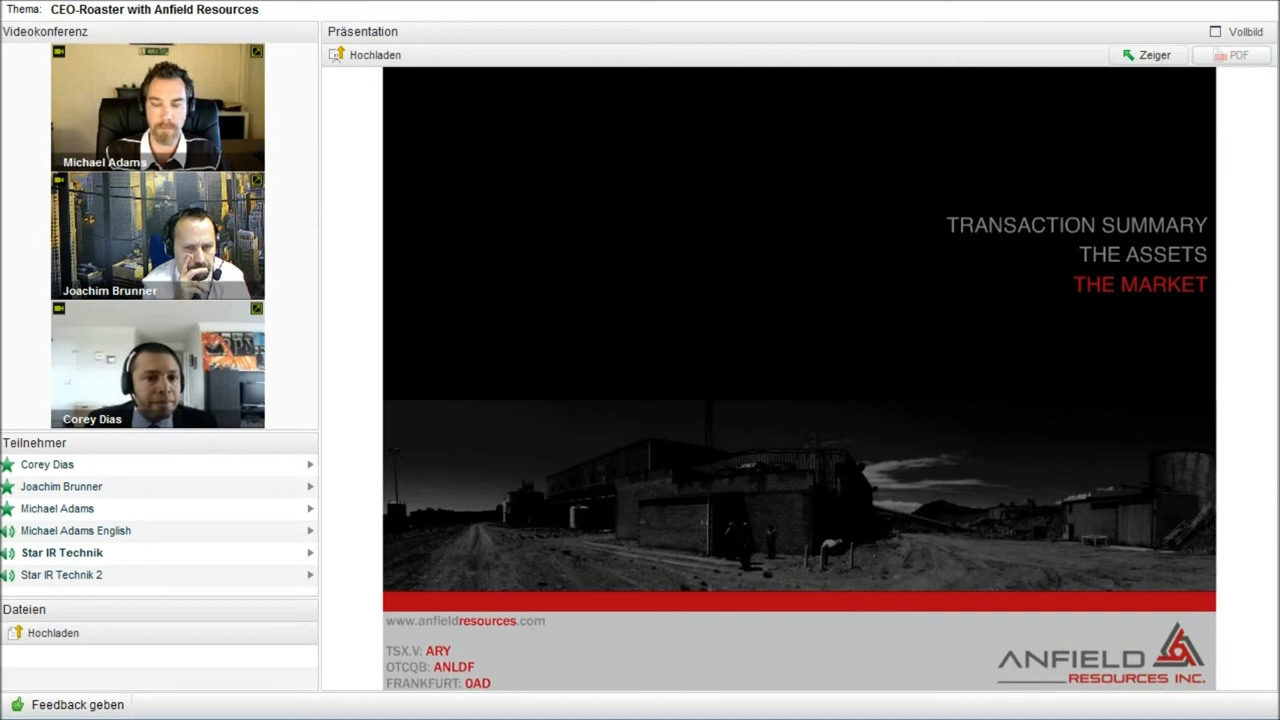 Thema: CEO-Roaster with Anfield Resources
Videokonferenz
Michael Adams
Joachim Brunner
Corey Dias
Teilnehmer
Corey Dias
Joachim Brunner
Michael Adams
Michael Adams English
Star IR Technik
Star IR Technik 2
Dateien
Hochladen
Feedback geben
Präsentation
Vollbild
Hochladen
Zeiger
PDF
TRANSACTION SUMMARY
THE ASSETS
THE MARKET
www.anfieldresources.com
TSX.V: ARY
OTCQB: ANLDF
FRANKFURT: 0AD
ANFIELD
RESOURCES INC.